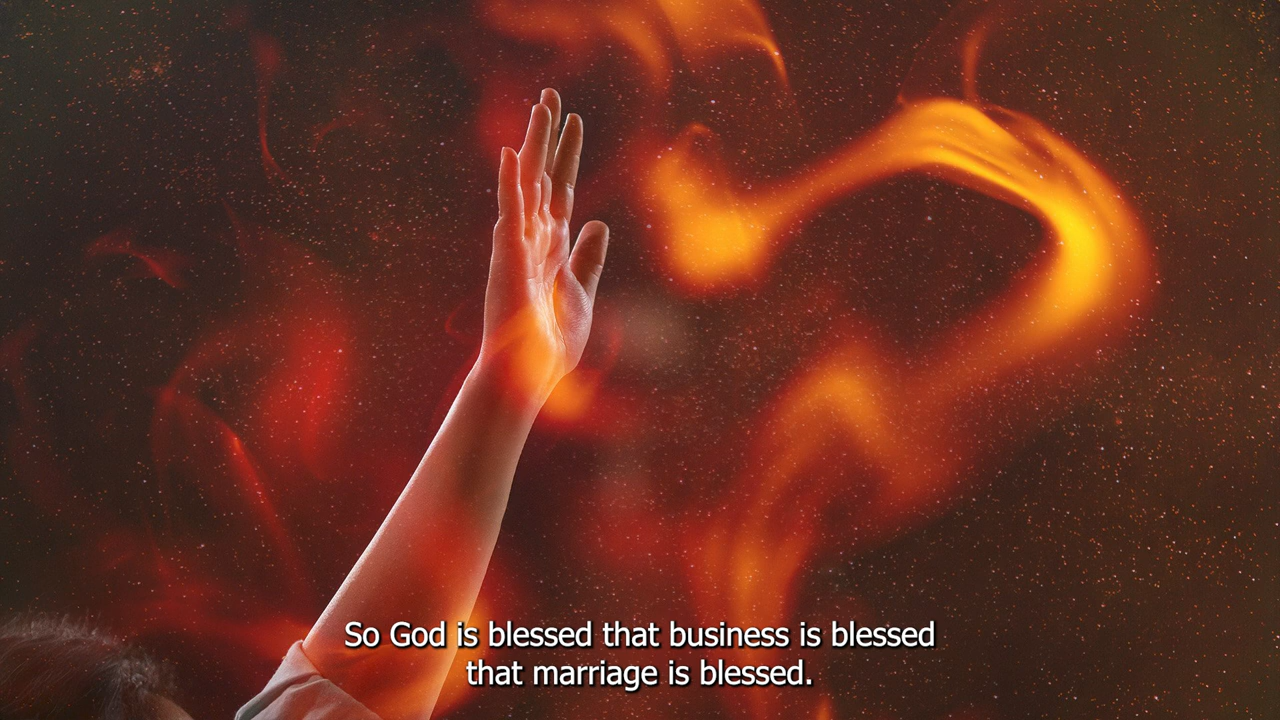 So God is blessed that business is blessed
that marriage is blessed.